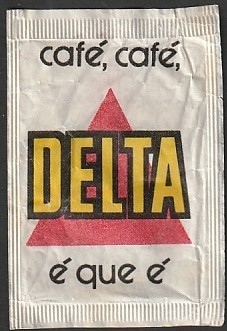 café, café,
DELTA
é que é